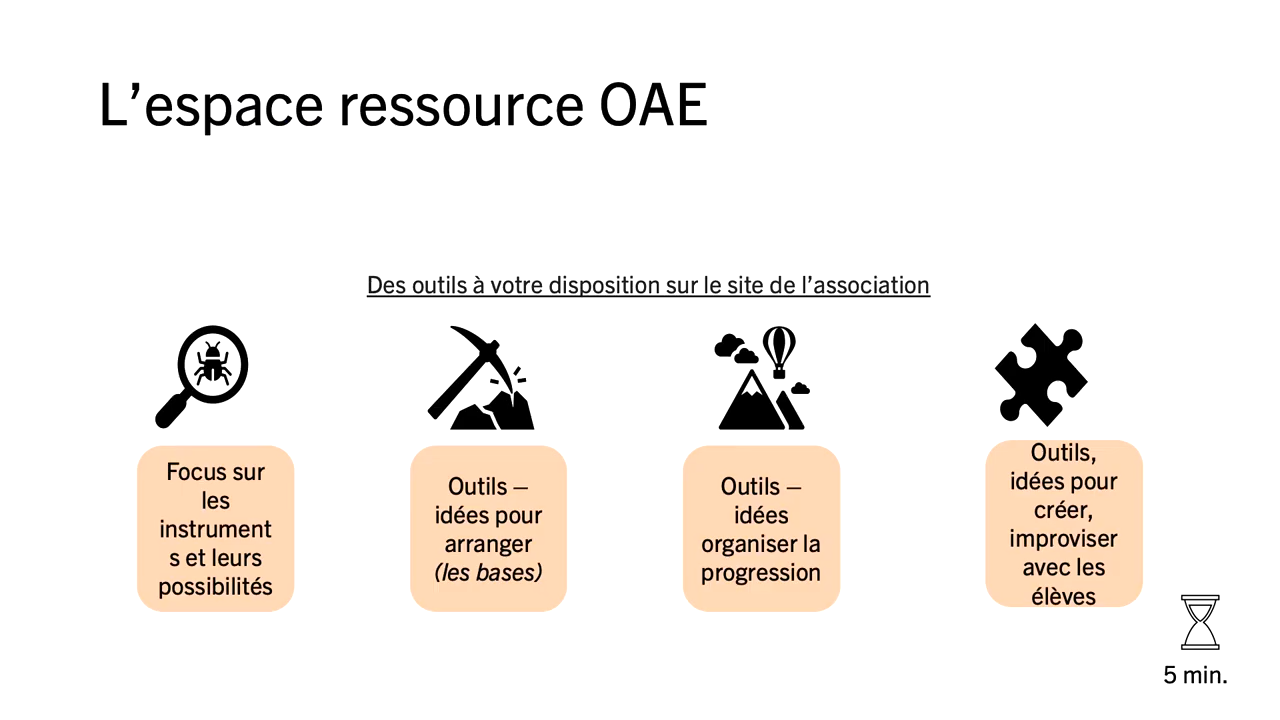 L’espace ressource OAE
Des outils à votre disposition sur le site de l’association
Focus sur
les
instrument
s et leurs
possibilités
Outils –
idées pour
arranger
(les bases)
Outils –
idées
organiser la
progression
Outils,
idées pour
créer,
improviser
avec les
élèves
5 min.